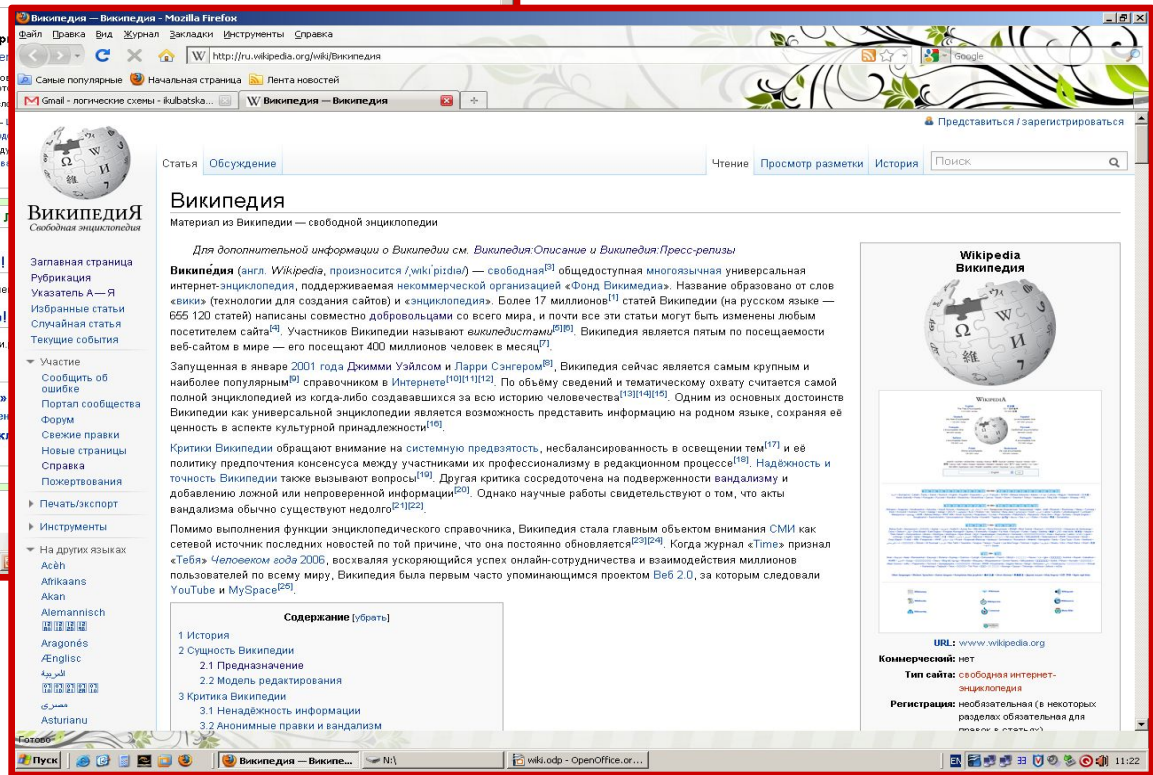 Википедия — Википедия - Mozilla Firefox
Файл Правка Вид Журнал Закладки Инструменты Справка
http://ru.wikipedia.org/wiki/Википедия
Google
Самые популярные Начальная страница Лента новостей
Gmail - логические схемы - ikulbatska...
Википедия — Википедия
Представиться / зарегистрироваться
Статья Обсуждение
Чтение Просмотр разметки История Поиск
ВикипедиЯ
Свободная энциклопедия
Заглавная страница
Рубрикация
Указатель А — Я
Избранные статьи
Случайная статья
Текущие события
Участие
Сообщить об
ошибке
Портал сообщества
Форум
Свежие правки
Новые страницы
Справка
Пожертвования
Печать/экспорт
Инструменты
На других языках
Acèh
Afrikaans
Akan
Alemannisch
Aragonés
Ænglisc
العربية
مصرى
Asturianu
Википедия
Материал из Википедии — свободной энциклопедии
Для дополнительной информации о Википедии см. Википедия:Описание и Википедия:Пресс-релизы
Википе́дия (англ. Wikipedia, произносится /ˌwɪkɪˈpiːdɪə/) — свободная[3] общедоступная многоязычная универсальная
интернет-энциклопедия, поддерживаемая некоммерческой организацией «Фонд Викимедиа». Название образовано от слов
«вики» (технологии для создания сайтов) и «энциклопедия». Более 17 миллионов[1] статей Википедии (на русском языке —
655 120 статей) написаны совместно добровольцами со всего мира, и почти все эти статьи могут быть изменены любым
посетителем сайта[4]. Участников Википедии называют википедистами[5][6]. Википедия является пятым по посещаемости
веб-сайтом в мире — его посещают 400 миллионов человек в месяц[7].
Запущенная в январе 2001 года Джимми Уэйлсом и Ларри Сэнгером[8], Википедия сейчас является самым крупным и
наиболее популярным[9] справочником в Интернете[10][11][12]. По объёму сведений и тематическому охвату считается самой
полной энциклопедией из когда-либо создававшихся за всю историю человечества[13][14][15]. Одним из основных достоинств
Википедии как универсальной энциклопедии является возможность представить информацию на родном языке, сохраняя её
ценность в аспекте культурной принадлежности[16].
Критики Википедии обращают внимание на системную предвзятость, несбалансированность в освещении тем[17] и её
политику предпочтения консенсуса между участниками их профессионализму в редакционном процессе[18]. Надёжность и
точность Википедии также вызывают вопросы[19]. Другая критика сосредоточена на подверженности вандализму и
добавлению ложной или непроверенной информации[20]. Однако научные работы свидетельствуют о том, что акты
вандализма обычно существуют недолго[21][22].
Помимо того, что является энциклопедическим справочником, Википедия стала главным объектом внимания СМИ как
сетевой источник последних новостей по той причине, что она постоянно обновляется[23][24]. Когда журнал «Time» признал
«Тебя» Человеком года 2006, восхваляя ускоряющийся успех онлайн-сотрудничества и взаимодействия миллионов
пользователей по всему миру, Википедия была первым часто упоминающимся проектом Веб 2.0, за которым следовали
YouTube и MySpace[25].
Содержание [убрать]
1 История
2 Сущность Википедии
2.1 Предназначение
2.2 Модель редактирования
3 Критика Википедии
3.1 Ненадёжность информации
3.2 Анонимные правки и вандализм
Wikipedia
Википедия
WikipediA
URL: www.wikipedia.org
Коммерческий: нет
Тип сайта: свободная интернет-
энциклопедия
Регистрация: необязательная (в некоторых
разделах обязательная для
правок в статьях)
Готово
Пуск
Википедия — Википе...
N:\
wiki.odp - OpenOffice.or...
EN
11:22